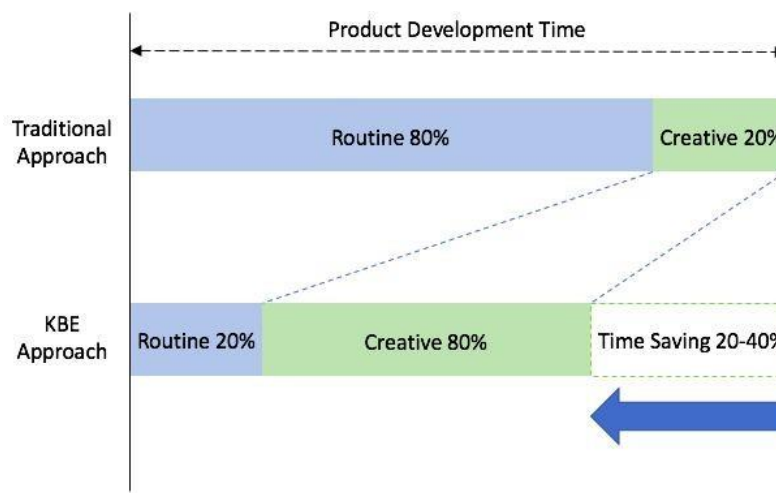 Product Development Time
Traditional
Approach
Routine 80%
Creative 20%
KBE
Approach
Routine 20%
Creative 80%
Time Saving 20-40%